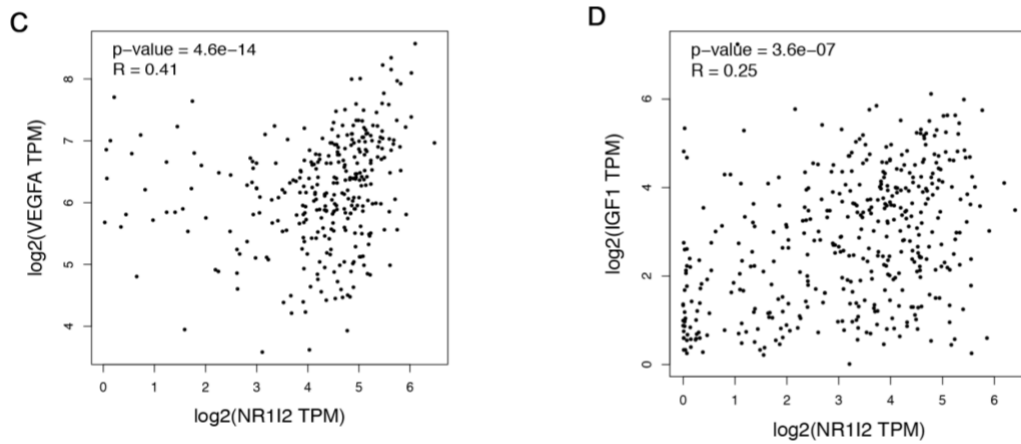 C
p-value = 4.6e-14
R = 0.41
log2(VEGFA TPM)
8
7
6
5
4
0 1 2 3 4 5 6
log2(NR1I2 TPM)
D
p-value = 3.6e-07
R = 0.25
log2(IGF1 TPM)
6
4
2
0
0 1 2 3 4 5 6
log2(NR1I2 TPM)